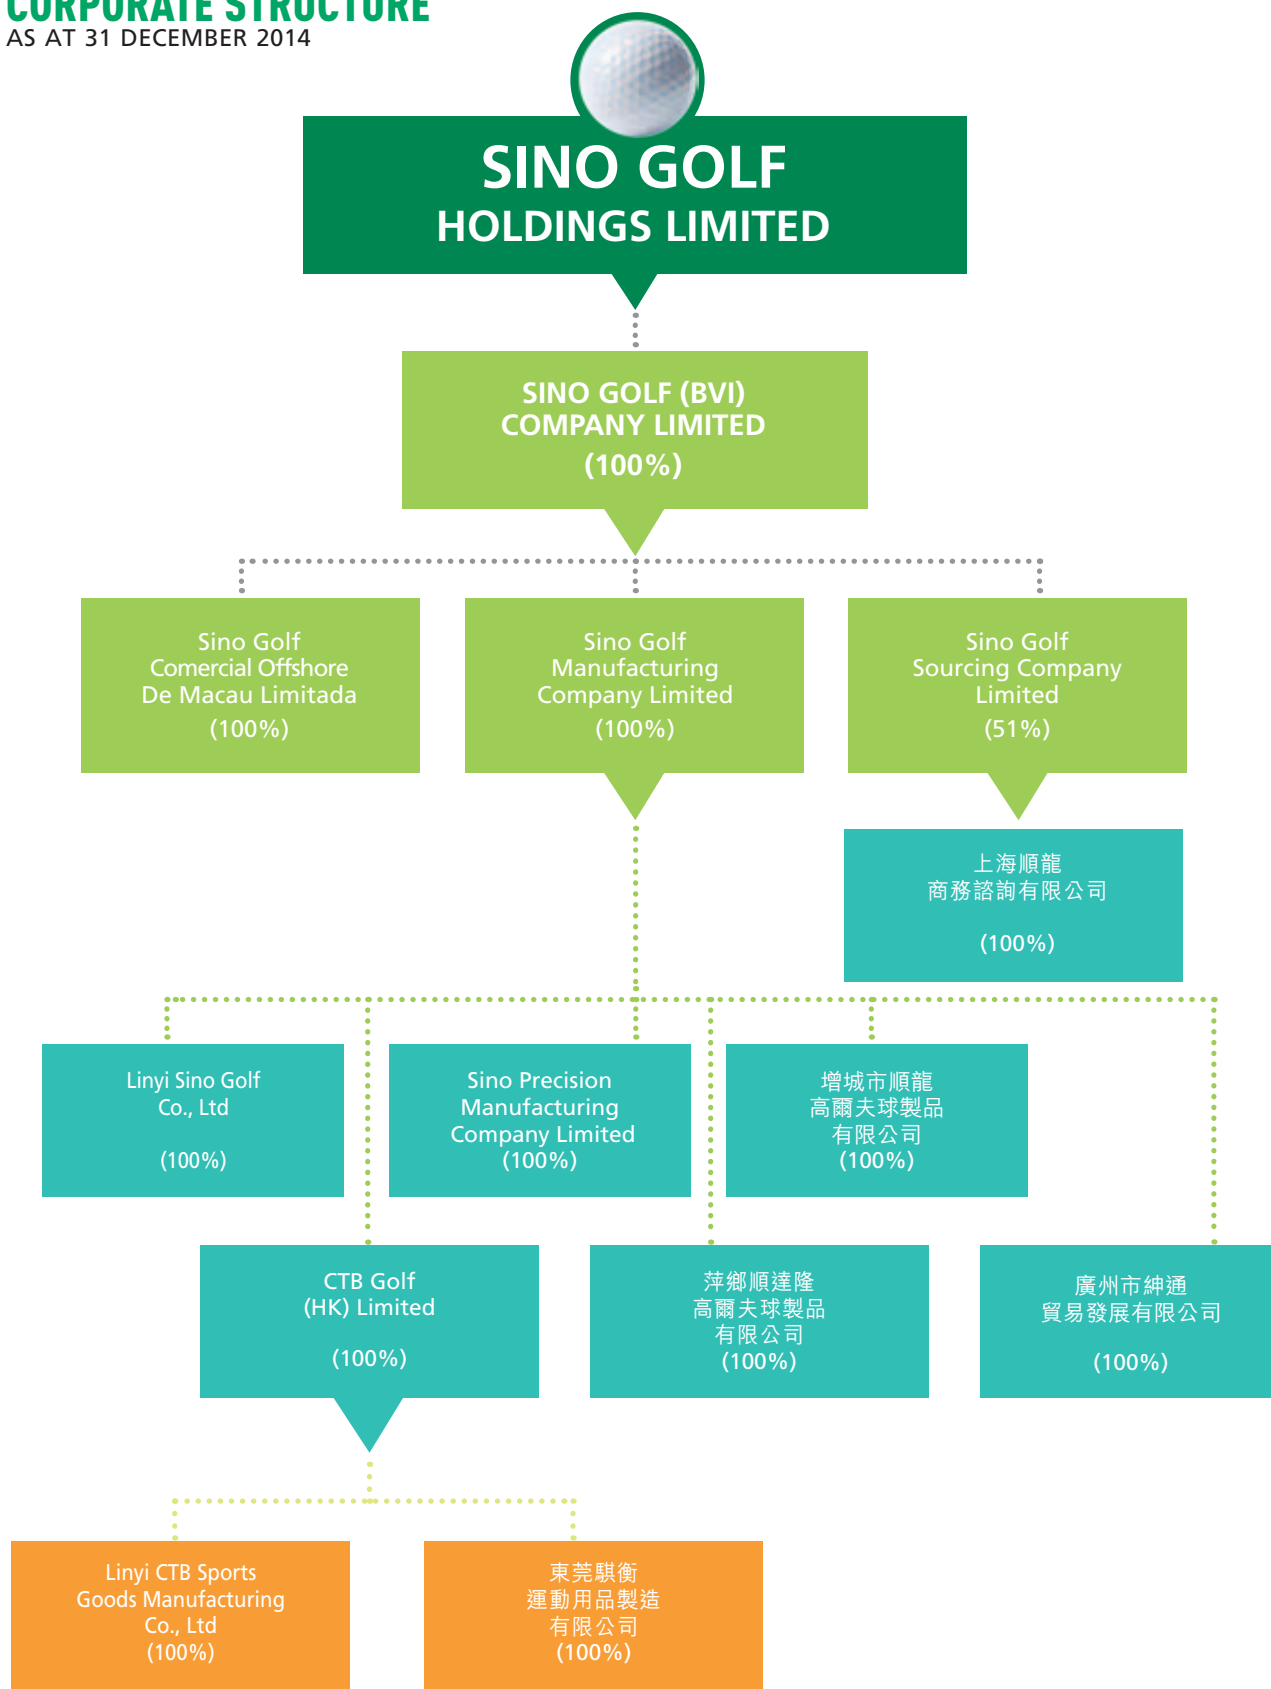 CORPORATE STRUCTURE
AS AT 31 DECEMBER 2014
SINO GOLF
HOLDINGS LIMITED
SINO GOLF (BVI)
COMPANY LIMITED
(100%)
Sino Golf
Comercial Offshore
De Macau Limitada
(100%)
Sino Golf
Manufacturing
Company Limited
(100%)
Sino Golf
Sourcing Company
Limited
(51%)
上海順龍
商務諮詢有限公司
(100%)
Linyi Sino Golf
Co., Ltd
(100%)
Sino Precision
Manufacturing
Company Limited
(100%)
增城市順龍
高爾夫球製品
有限公司
(100%)
CTB Golf
(HK) Limited
(100%)
萍鄉順達隆
高爾夫球製品
有限公司
(100%)
廣州市紳通
貿易發展有限公司
(100%)
Linyi CTB Sports
Goods Manufacturing
Co., Ltd
(100%)
東莞騏衡
運動用品製造
有限公司
(100%)